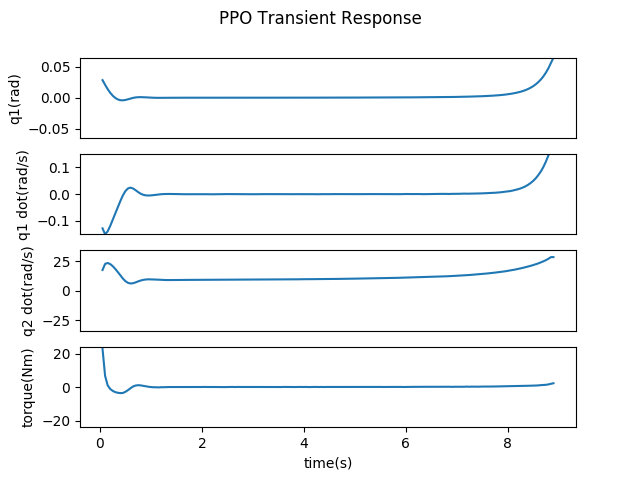 PPO Transient Response
q1(rad)
0.05
0.00
−0.05
q1 dot(rad/s)
0.1
0.0
−0.1
q2 dot(rad/s)
25
0
−25
torque(Nm)
20
0
−20
0 2 4 6 8
time(s)